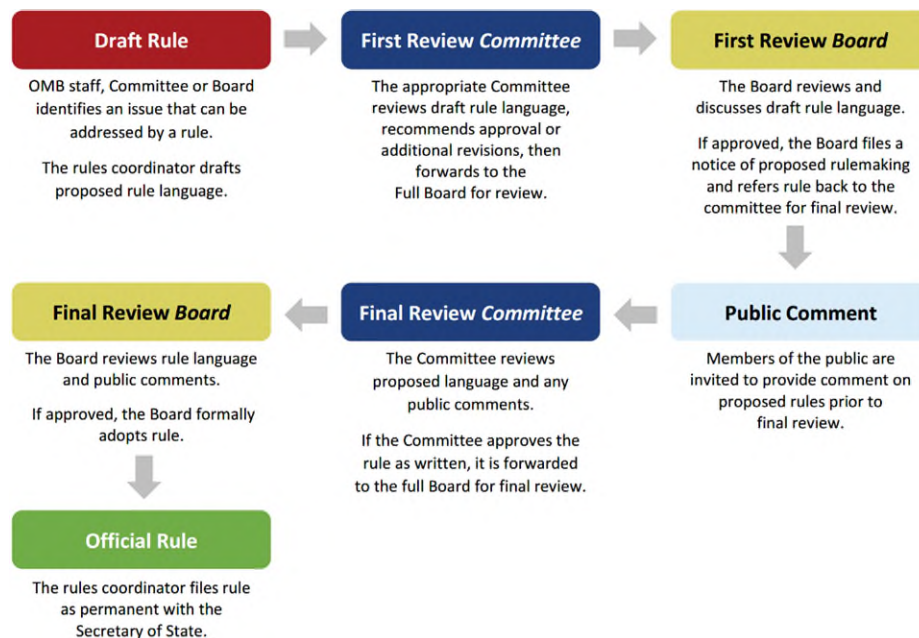 Draft Rule
OMB staff, Committee or Board
identifies an issue that can be
addressed by a rule.
The rules coordinator drafts
proposed rule language.
First Review Committee
The appropriate Committee
reviews draft rule language,
recommends approval or
additional revisions, then
forwards to the
Full Board for review.
First Review Board
The Board reviews and
discusses draft rule language.
If approved, the Board files a
notice of proposed rulemaking
and refers rule back to the
committee for final review.
Public Comment
Members of the public are
invited to provide comment on
proposed rules prior to
final review.
Final Review Committee
The Committee reviews
proposed language and any
public comments.
If the Committee approves the
rule as written, it is forwarded
to the full Board for final review.
Final Review Board
The Board reviews rule language
and public comments.
If approved, the Board formally
adopts rule.
Official Rule
The rules coordinator files rule
as permanent with the
Secretary of State.